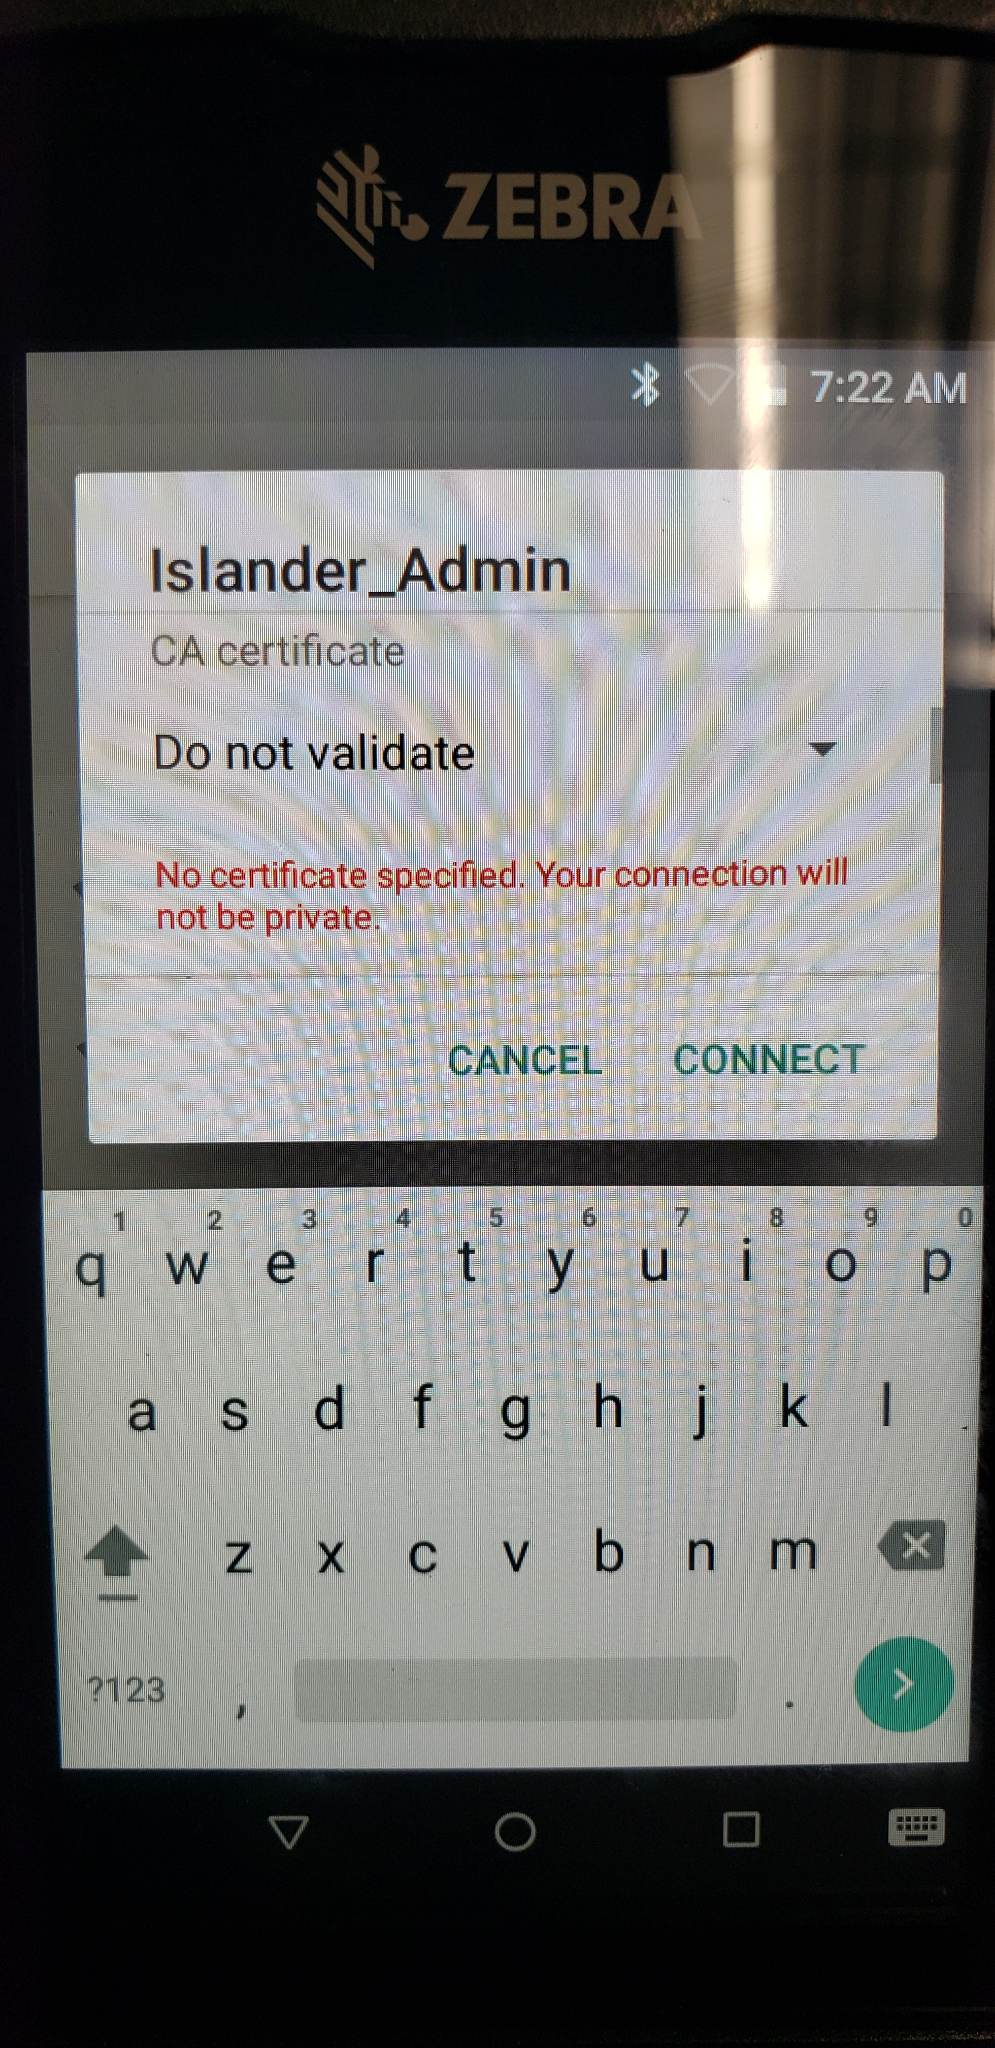 ZEBRA
7:22 AM
Islander_Admin
CA certificate
Do not validate
No certificate specified. Your connection will
not be private.
CANCEL CONNECT
1 2 3 4 5 6 7 8 9 0
q w e r t y u i o p
a s d f g h j k l
z x c v b n m
?123 , .